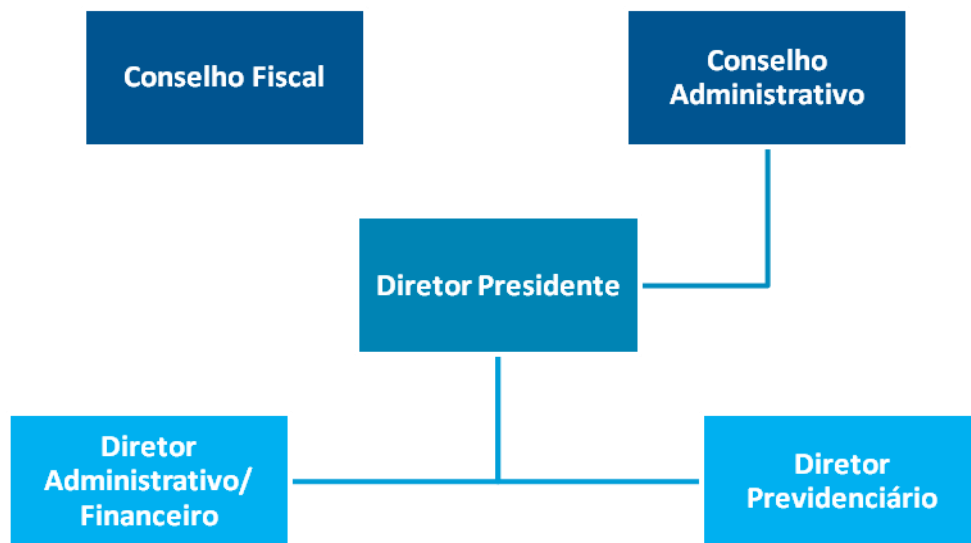 Conselho Fiscal
Conselho
Administrativo
Diretor Presidente
Diretor
Administrativo/
Financeiro
Diretor
Previdenciário